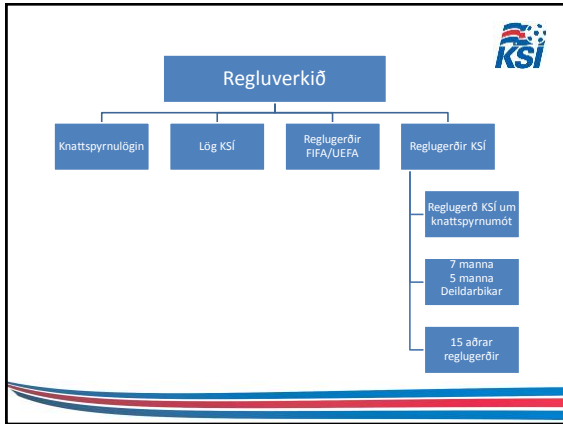 KSÍ
Regluverkið
Knattspyrnulögin
Lög KSÍ
Reglugerðir
FIFA/UEFA
Reglugerðir KSÍ
Reglugerð KSÍ um
knattspyrnumót
7 manna
5 manna
Deildarbikar
15 aðrar
reglugerðir